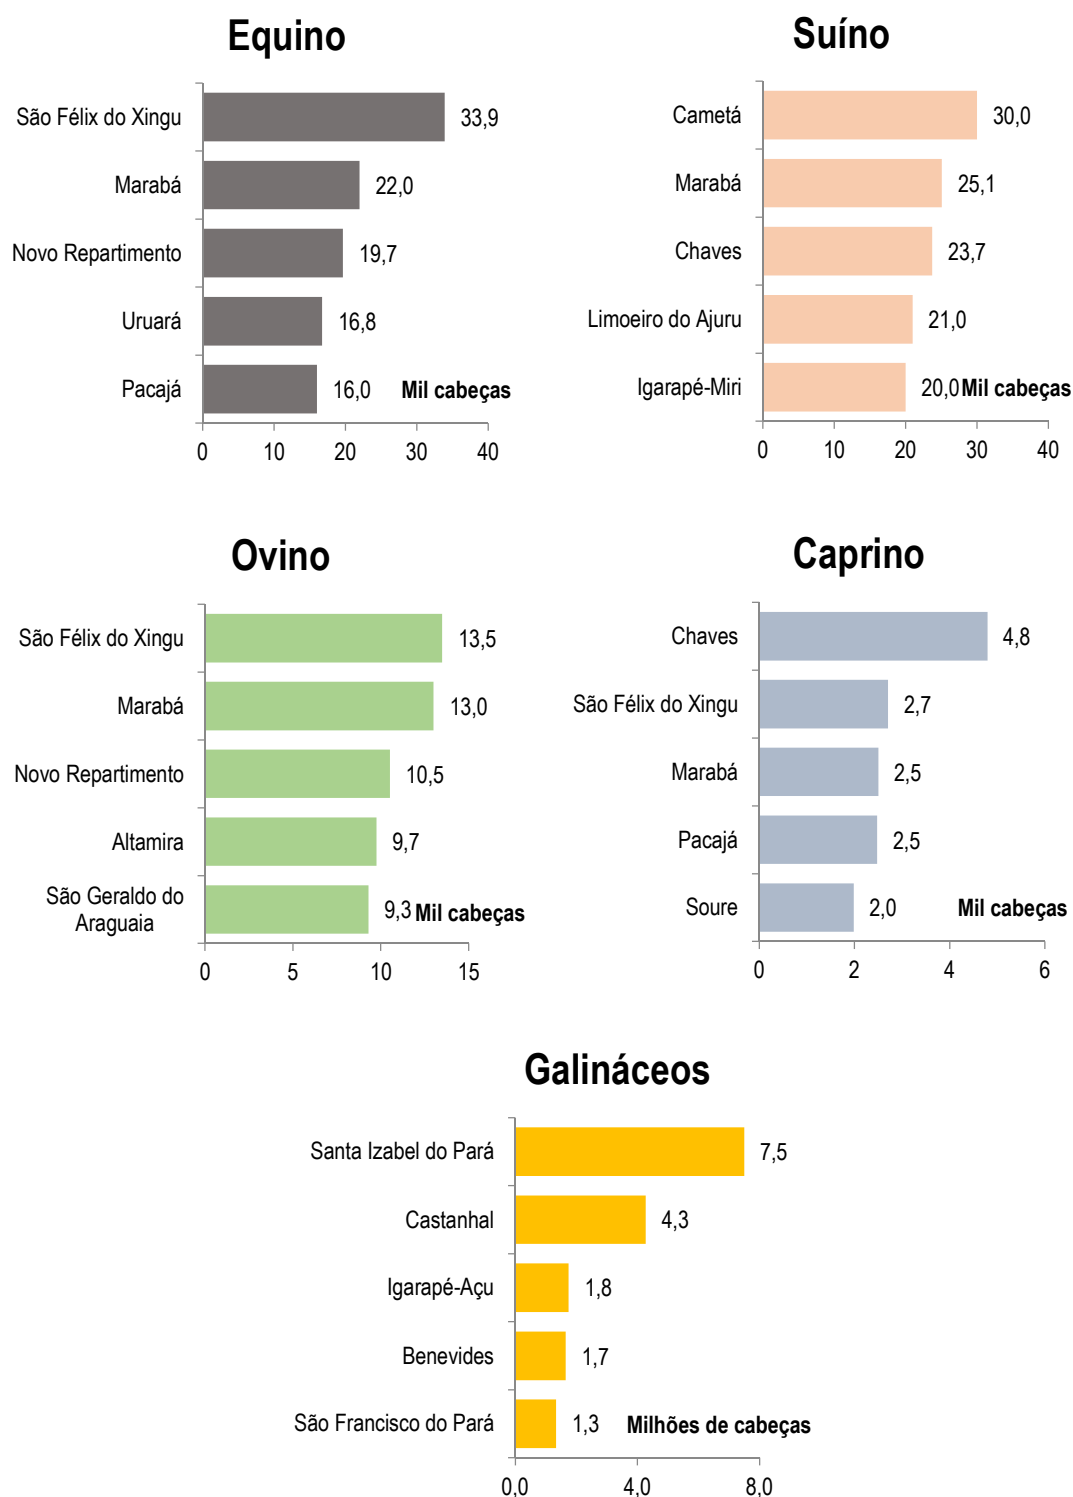 Equino
São Félix do Xingu 33,9
Marabá 22,0
Novo Repartimento 19,7
Uruará 16,8
Pacajá 16,0 Mil cabeças
0 10 20 30 40
Suíno
Cametá 30,0
Marabá 25,1
Chaves 23,7
Limoeiro do Ajuru 21,0
Igarapé-Miri 20,0 Mil cabeças
0 10 20 30 40
Ovino
São Félix do Xingu 13,5
Marabá 13,0
Novo Repartimento 10,5
Altamira 9,7
São Geraldo do
Araguaia 9,3 Mil cabeças
0 5 10 15
Caprino
Chaves 4,8
São Félix do Xingu 2,7
Marabá 2,5
Pacajá 2,5
Soure 2,0 Mil cabeças
0 2 4 6
Galináceos
Santa Izabel do Pará 7,5
Castanhal 4,3
Igarapé-Açu 1,8
Benevides 1,7
São Francisco do Pará 1,3 Milhões de cabeças
0,0 4,0 8,0